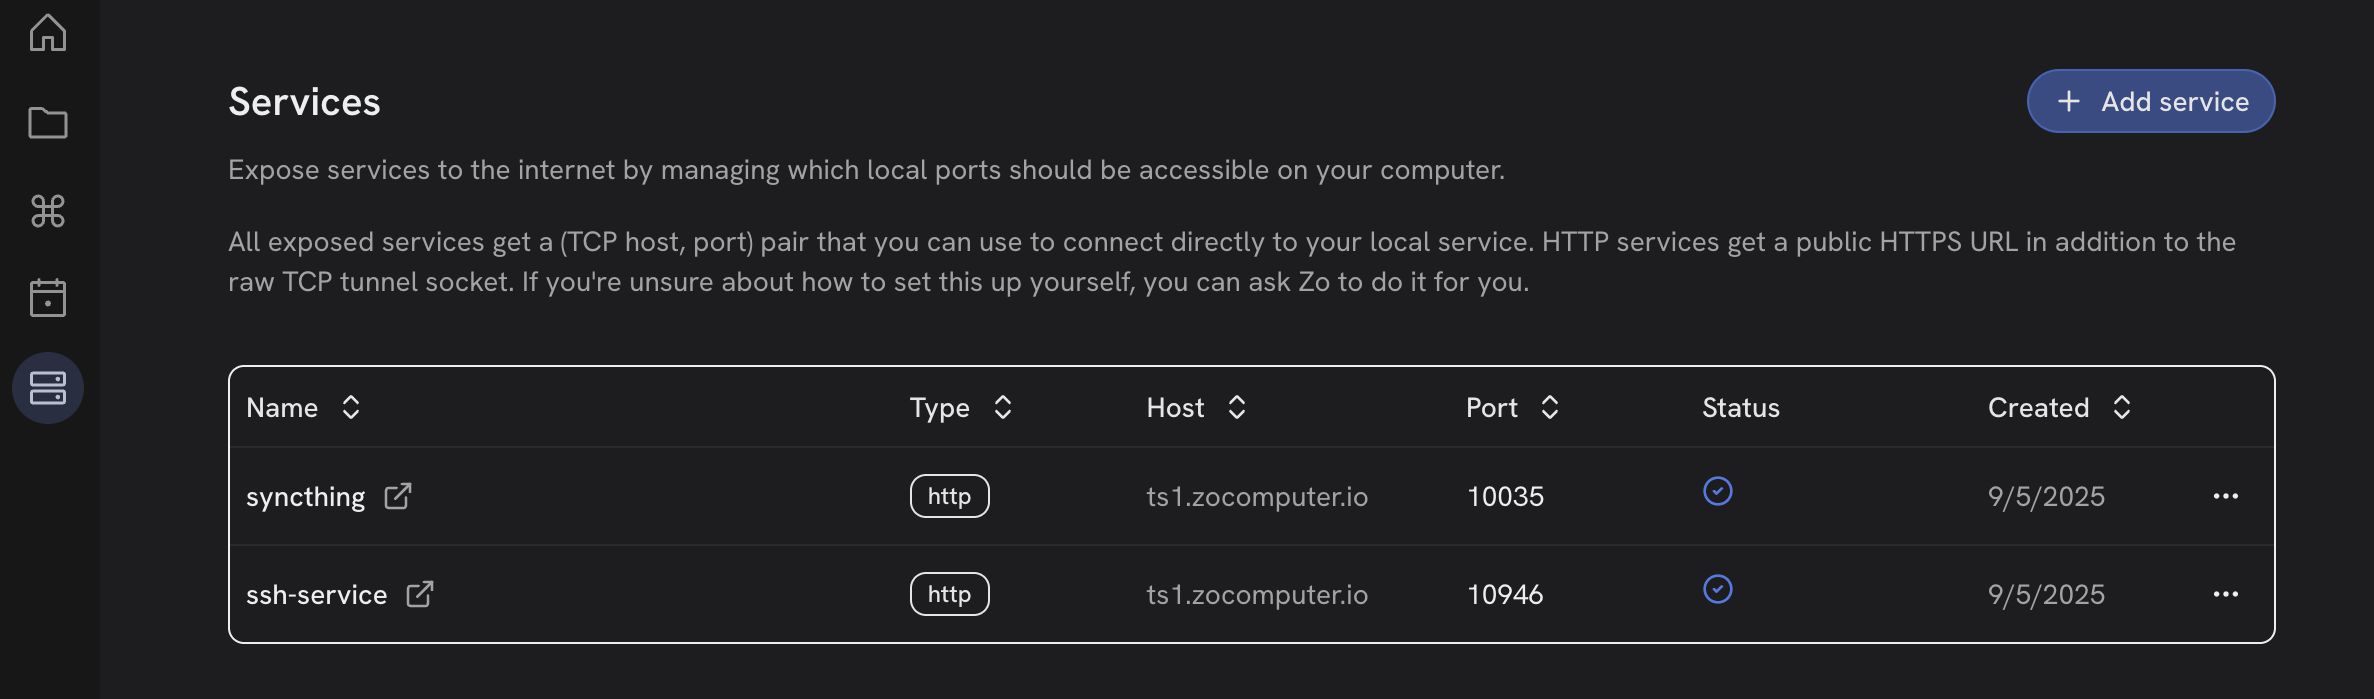 Services
+ Add service
Expose services to the internet by managing which local ports should be accessible on your computer.
All exposed services get a (TCP host, port) pair that you can use to connect directly to your local service. HTTP services get a public HTTPS URL in addition to the
raw TCP tunnel socket. If you're unsure about how to set this up yourself, you can ask Zo to do it for you.
Name Type Host Port Status Created
syncthing http ts1.zocomputer.io 10035 9/5/2025
ssh-service http ts1.zocomputer.io 10946 9/5/2025